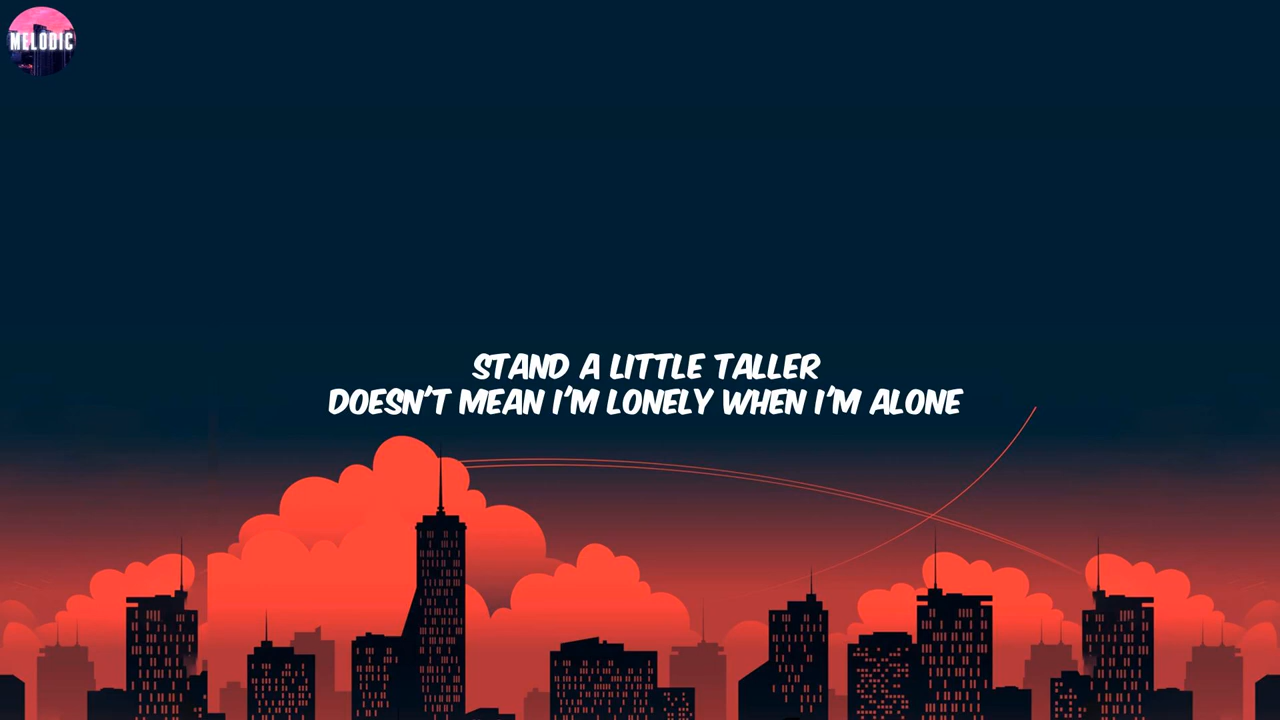 MELODIC
STAND A LITTLE TALLER
DOESN'T MEAN I'M LONELY WHEN I'M ALONE